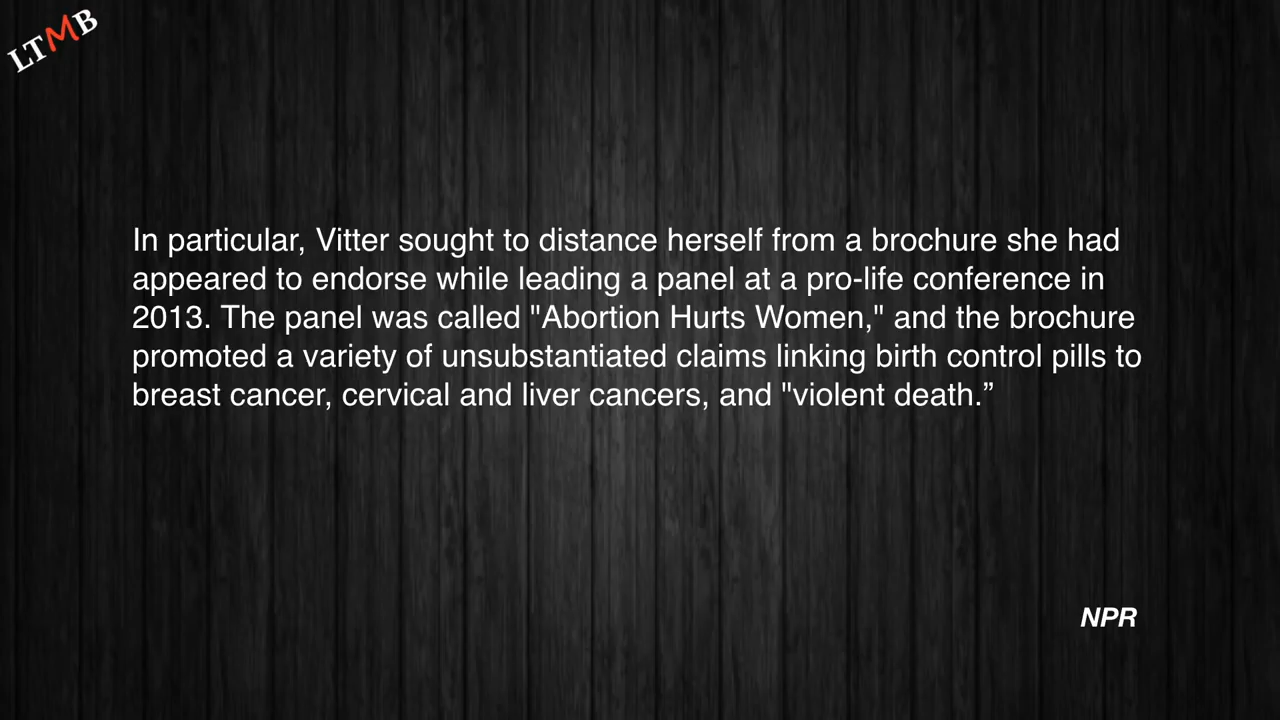 LTMB
In particular, Vitter sought to distance herself from a brochure she had
appeared to endorse while leading a panel at a pro-life conference in
2013. The panel was called "Abortion Hurts Women," and the brochure
promoted a variety of unsubstantiated claims linking birth control pills to
breast cancer, cervical and liver cancers, and "violent death.”
NPR